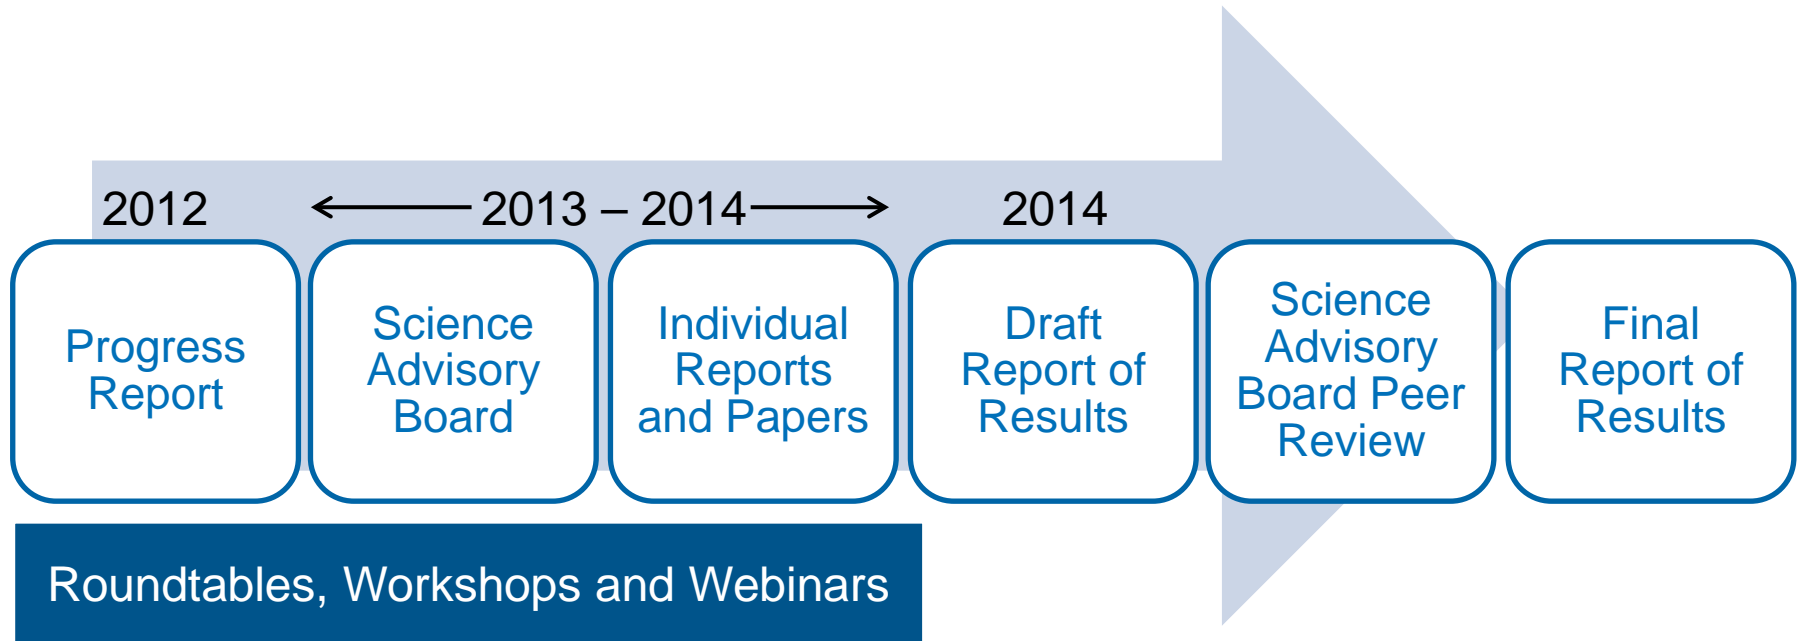 2012
2013 – 2014
2014
Progress
Report
Science
Advisory
Board
Individual
Reports
and Papers
Draft
Report of
Results
Science
Advisory
Board Peer
Review
Final
Report of
Results
Roundtables, Workshops and Webinars